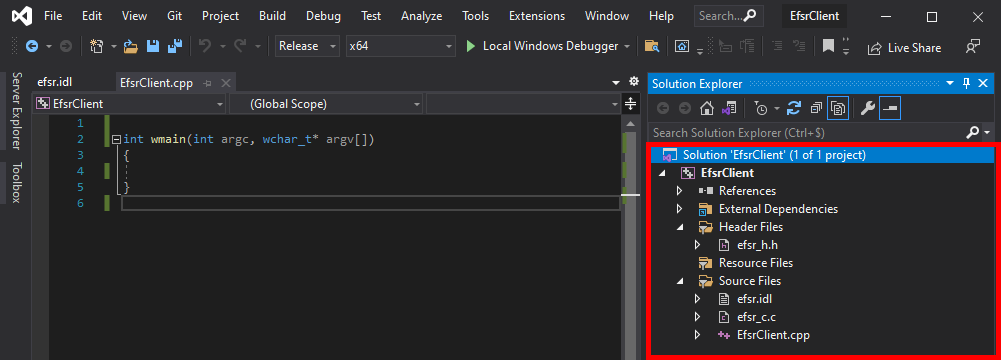 File Edit View Git Project Build Debug Test Analyze Tools Extensions Window Help Search... EfsrClient
Release x64 Local Windows Debugger Live Share
Server Explorer
Toolbox
efsr.idl EfsrClient.cpp
EfsrClient (Global Scope)
1
2 int wmain(int argc, wchar_t* argv[])
3 {
4
5 }
6
Solution Explorer
Search Solution Explorer (Ctrl+$)
Solution 'EfsrClient' (1 of 1 project)
EfsrClient
References
External Dependencies
Header Files
efsr_h.h
Resource Files
Source Files
efsr.idl
efsr_c.c
EfsrClient.cpp